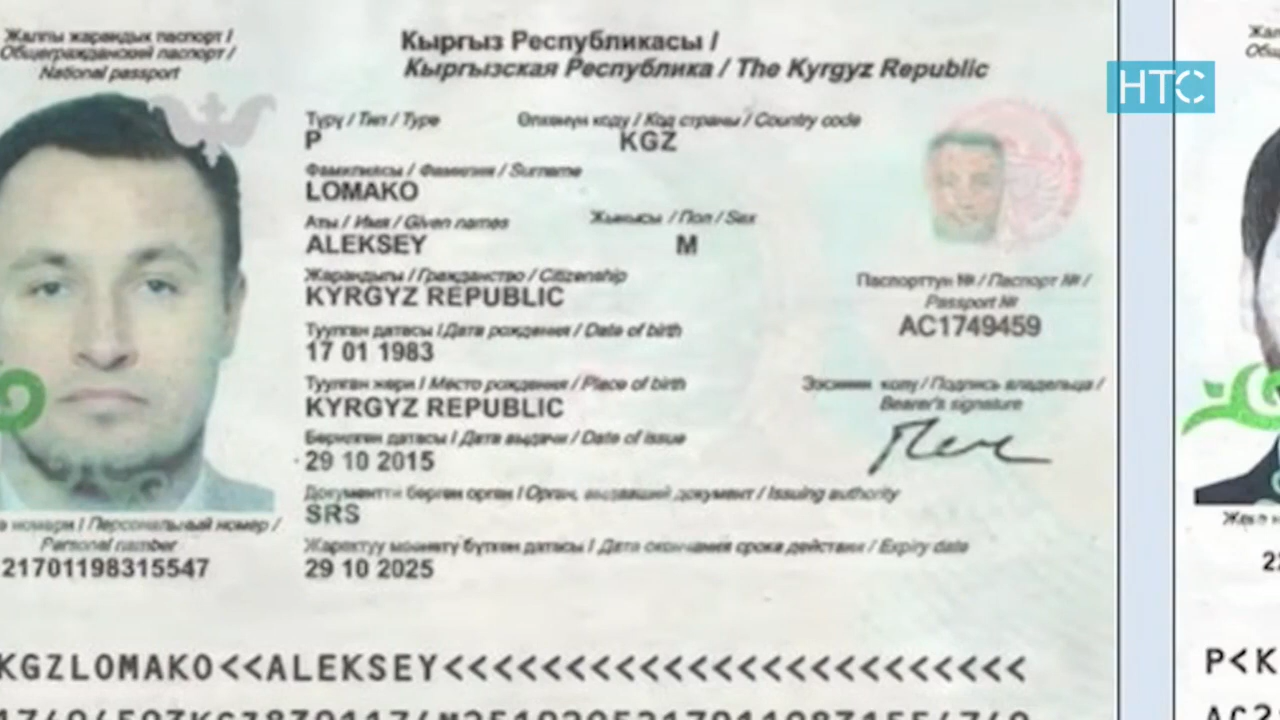 Жалпы жарандык паспорт /
Общегражданский паспорт /
National passport
Кыргыз Республикасы /
Кыргызская Республика / The Kyrgyz Republic
НТС
Түрү / Тип / Type
P
Өлкөнүн коду / Код страны / Country code
KGZ
Фамилиясы / Фамилия / Surname
LOMAKO
Аты / Имя / Given names
ALEKSEY
Жынысы / Пол / Sex
M
Жарандыгы / Гражданство / Citizenship
KYRGYZ REPUBLIC
Паспорттун № / Паспорт № /
Passport №
AC1749459
Туулган датасы / Дата рождения / Date of birth
17 01 1983
Туулган жери / Место рождения / Place of birth
KYRGYZ REPUBLIC
колу / Подпись владельца /
Bearer's signature
Берилген датасы / Дата выдачи / Date of issue
29 10 2015
Документти берген орган / Орган, выдавший документ / Issuing authority
SRS
номери / Персональный номер /
Personal number
21701198315547
Жарактуу мөөнөтү бүткөн датасы / Дата окончания срока действия / Expiry date
29 10 2025
KGZLOMAKO<<ALEKSEY<<<<<<<<<<<<<<<<<<<<<<<<<<<
P<K